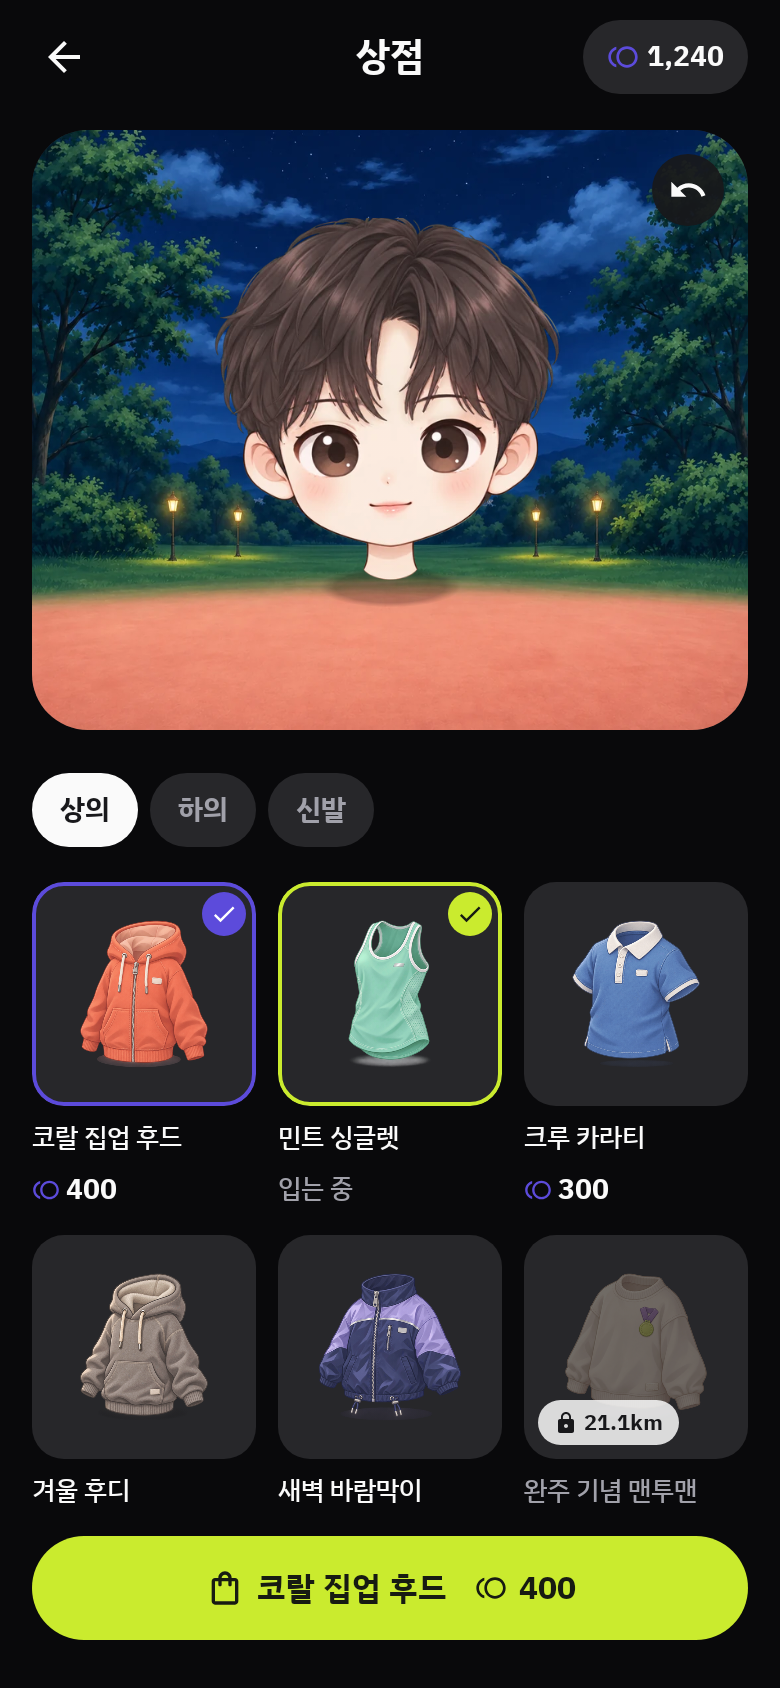 상점
1,240
상의 하의 신발
코랄 집업 후드 민트 싱글렛 크루 카라티
400 입는 중 300
21.1km
겨울 후디 새벽 바람막이 완주 기념 맨투맨
코랄 집업 후드 400